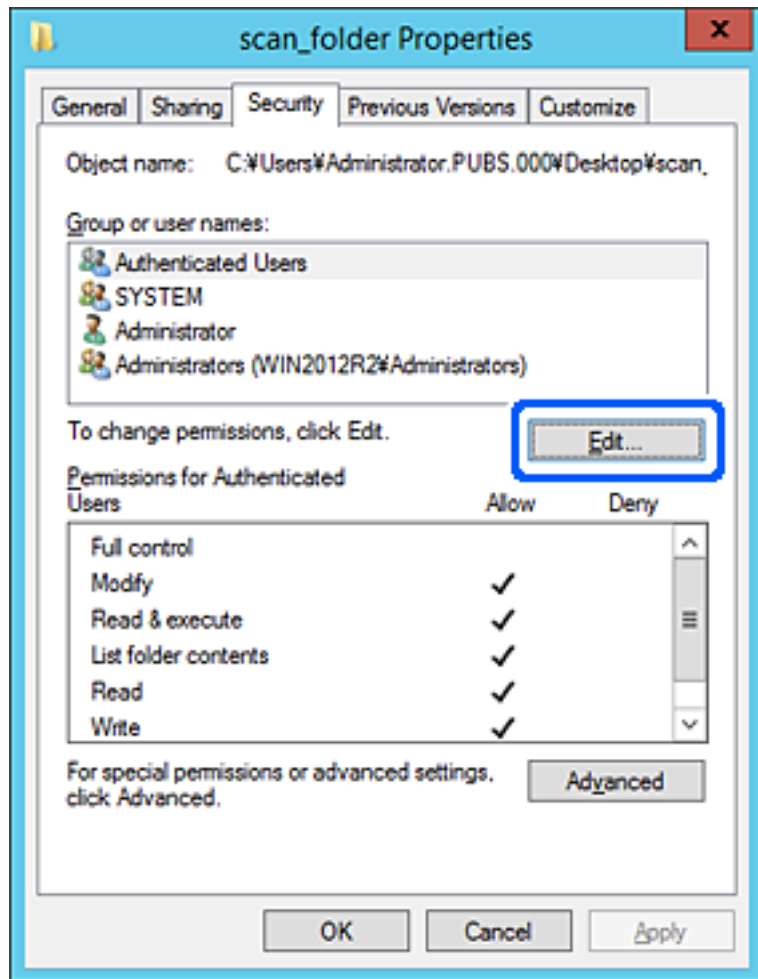 scan_folder Properties
x
General Sharing Security Previous Versions Customize
Object name: C:¥Users¥Administrator.PUBS.000¥Desktop¥scan_
Group or user names:
Authenticated Users
SYSTEM
Administrator
Administrators (WIN2012R2¥Administrators)
To change permissions, click Edit.
Edit...
Permissions for Authenticated
Users Allow Deny
Full control
Modify
Read & execute
List folder contents
Read
Write
For special permissions or advanced settings,
click Advanced.
Advanced
OK Cancel Apply